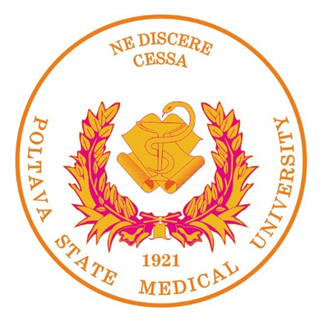 NE DISCERE
CESSA
1921
POLTAVA STATE MEDICAL UNIVERSITY